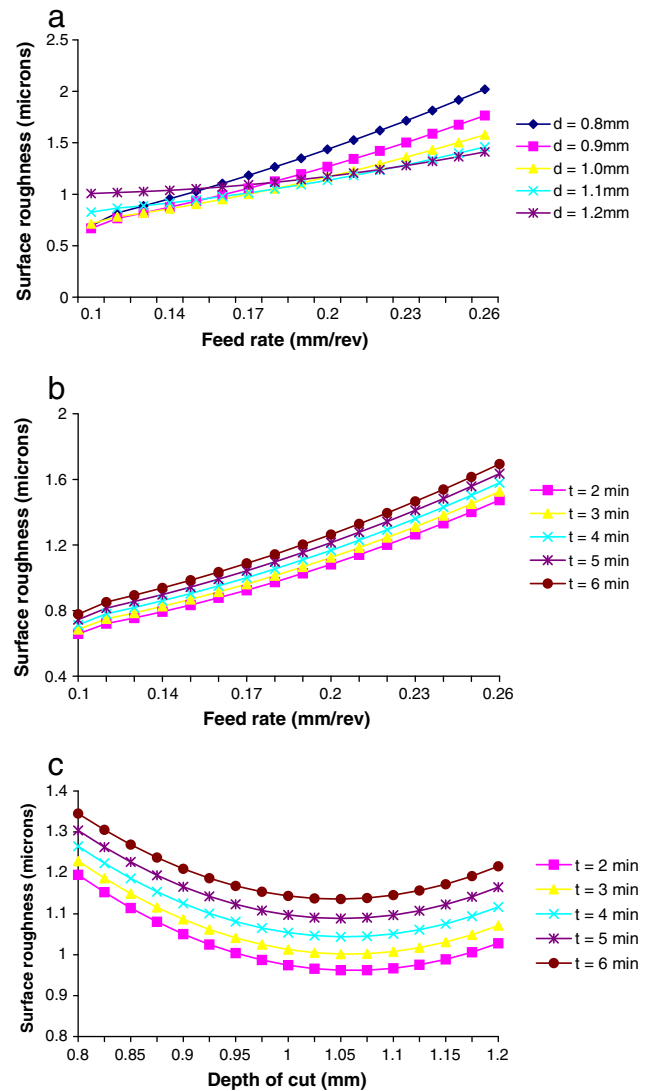 a
Surface roughness (microns)
2.5
2
1.5
1
0.5
0
0.1 0.14 0.17 0.2 0.23 0.26
Feed rate (mm/rev)
d = 0.8mm
d = 0.9mm
d = 1.0mm
d = 1.1mm
d = 1.2mm
b
Surface roughness (microns)
2
1.6
1.2
0.8
0.4
0.1 0.14 0.17 0.2 0.23 0.26
Feed rate (mm/rev)
t = 2 min
t = 3 min
t = 4 min
t = 5 min
t = 6 min
c
Surface roughness (microns)
1.4
1.3
1.2
1.1
1
0.9
0.8
0.8 0.85 0.9 0.95 1 1.05 1.1 1.15 1.2
Depth of cut (mm)
t = 2 min
t = 3 min
t = 4 min
t = 5 min
t = 6 min